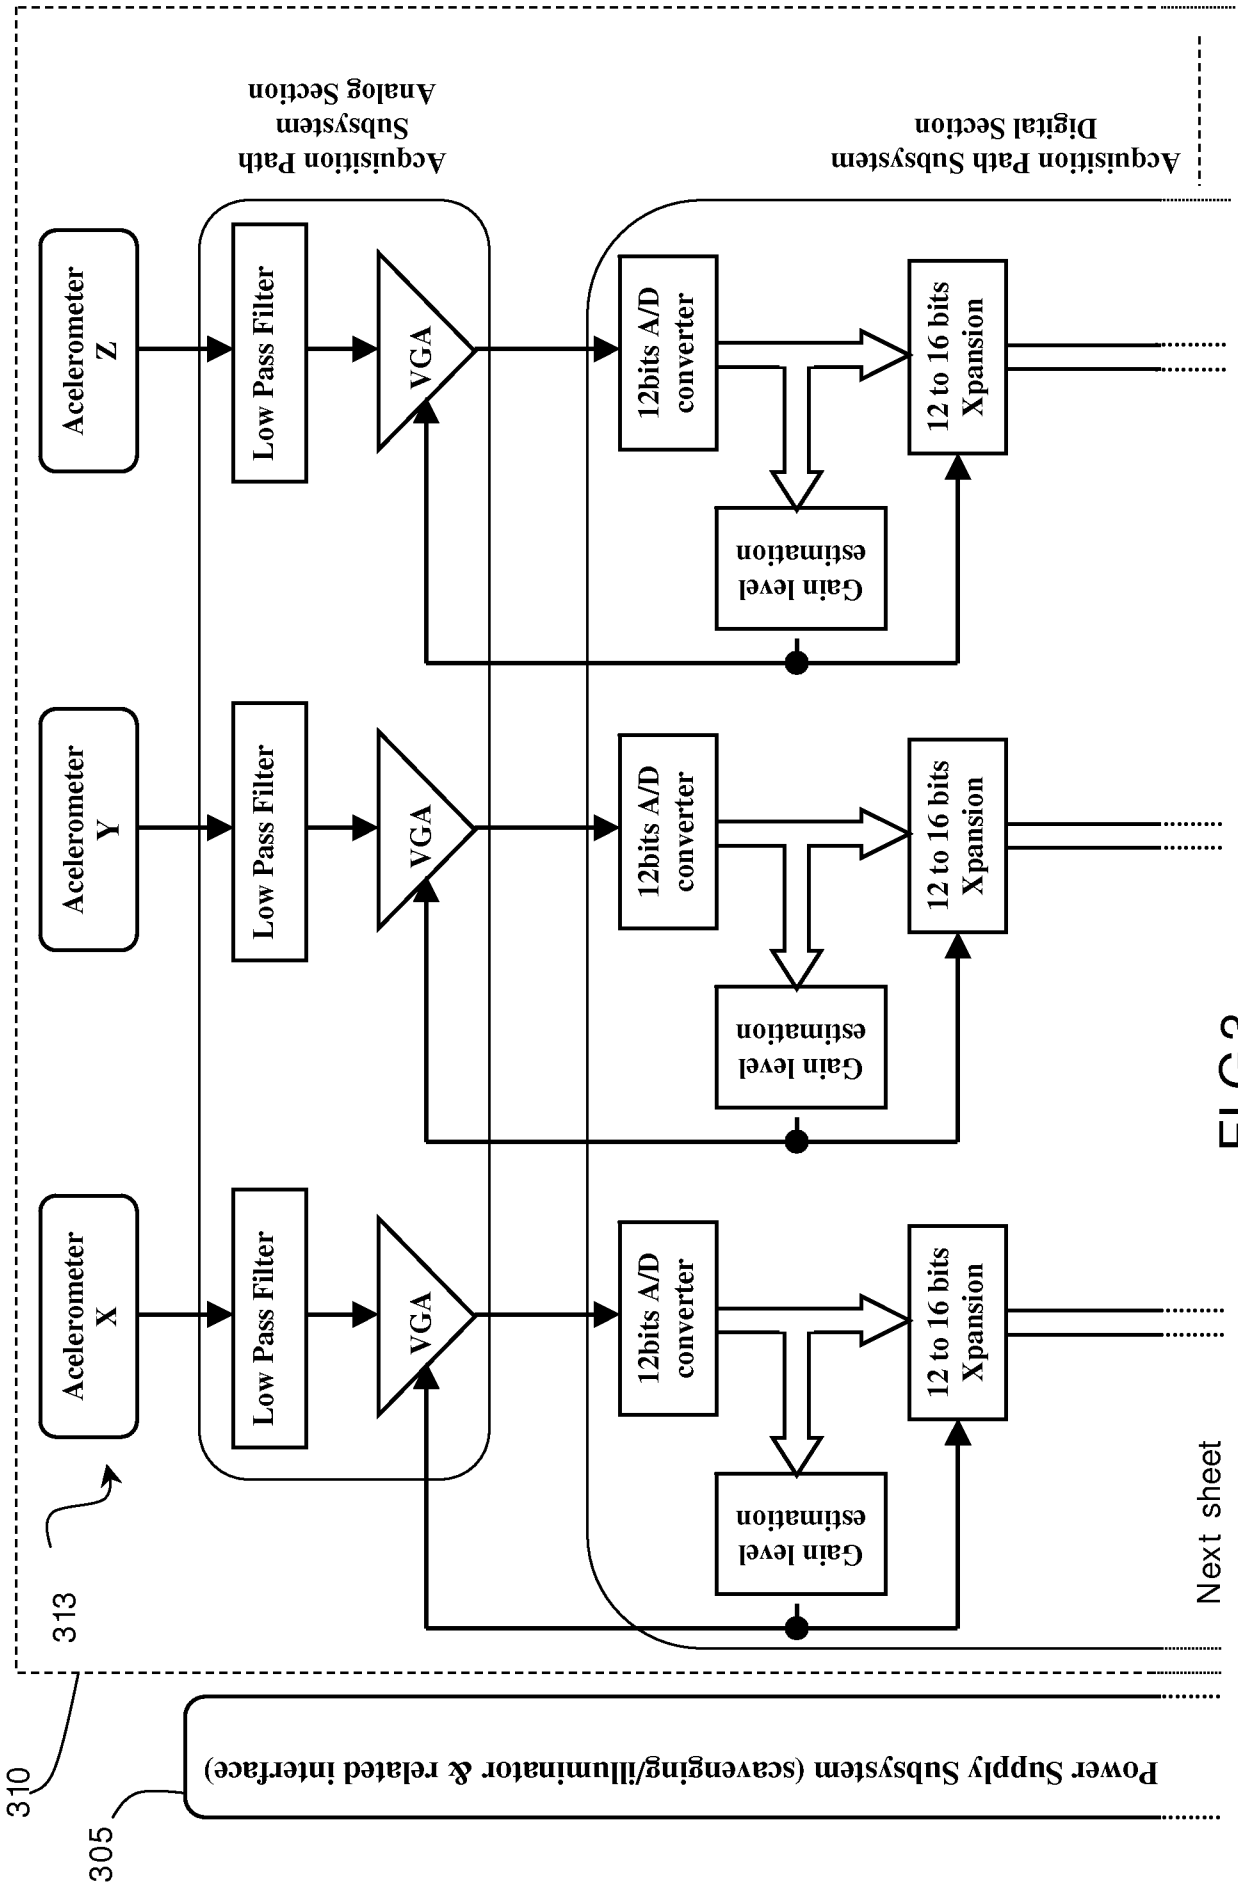 310
305
313
Power Supply Subsystem (scavenging/illuminator & related interface)
Acelerometer
X
Acelerometer
Y
Acelerometer
Z
Low Pass Filter
Low Pass Filter
Low Pass Filter
VGA
VGA
VGA
Acquisition Path
Subsystem
Analog Section
12bits A/D
converter
12bits A/D
converter
12bits A/D
converter
Gain level
estimation
Gain level
estimation
Gain level
estimation
12 to 16 bits
Xpansion
12 to 16 bits
Xpansion
12 to 16 bits
Xpansion
Acquisition Path Subsystem
Digital Section
Next sheet